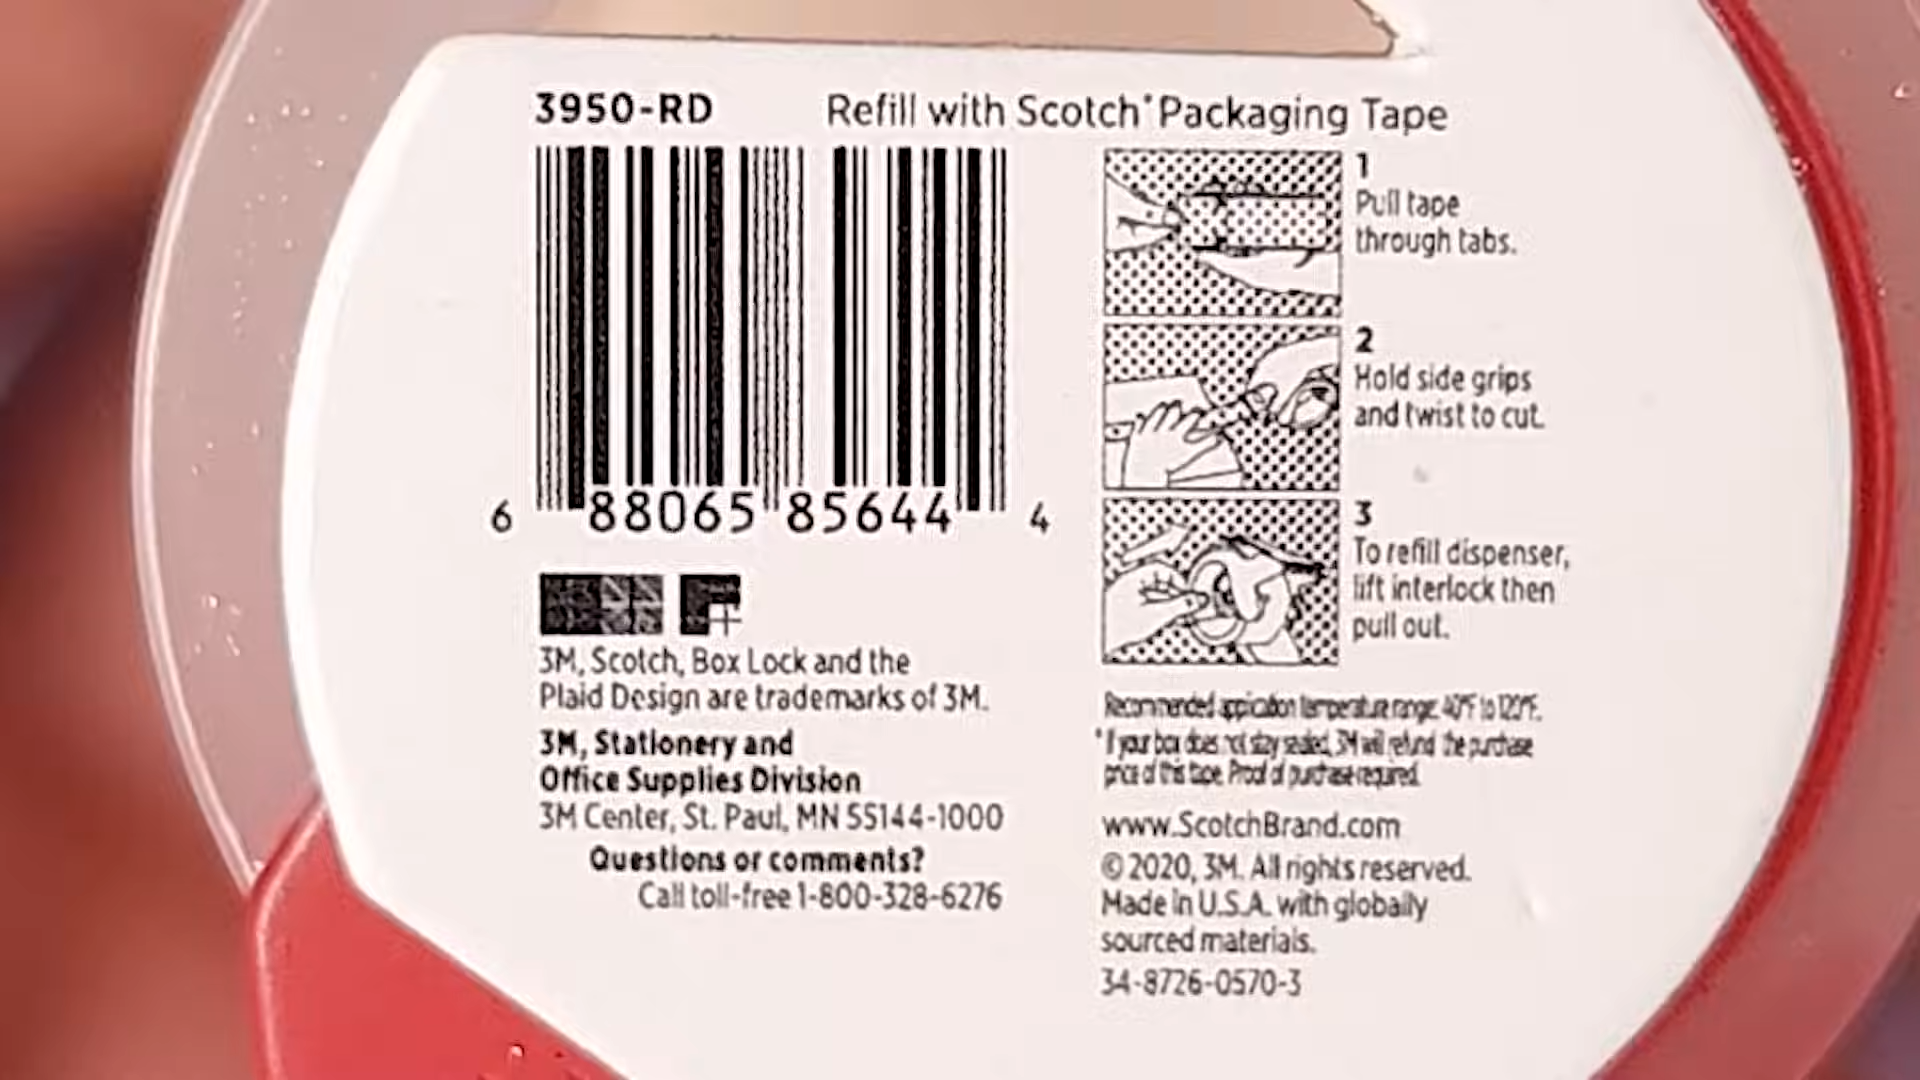 3950-RD
Refill with Scotch* Packaging Tape
6 88065 85644 4
3M, Scotch, Box Lock and the
Plaid Design are trademarks of 3M.
3M, Stationery and
Office Supplies Division
3M Center, St. Paul, MN 55144-1000
Questions or comments?
Call toll-free 1-800-328-6276
1
Pull tape
through tabs.
2
Hold side grips
and twist to cut.
3
To refill dispenser,
lift interlock then
pull out.
Recommended application temperature range: 40°F to 120°F.
*If your box does not stay sealed, 3M will refund the purchase
price of this tape. Proof of purchase required.
www.ScotchBrand.com
© 2020, 3M. All rights reserved.
Made in U.S.A. with globally
sourced materials.
34-8726-0570-3